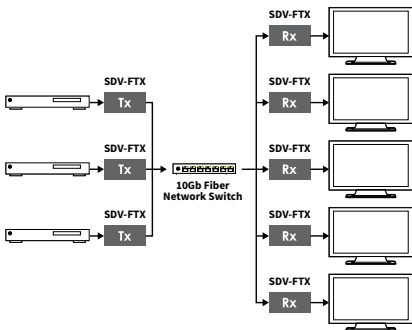 SDV-FTX
Tx
SDV-FTX
Tx
SDV-FTX
Tx
10Gb Fiber
Network Switch
SDV-FTX
Rx
SDV-FTX
Rx
SDV-FTX
Rx
SDV-FTX
Rx
SDV-FTX
Rx